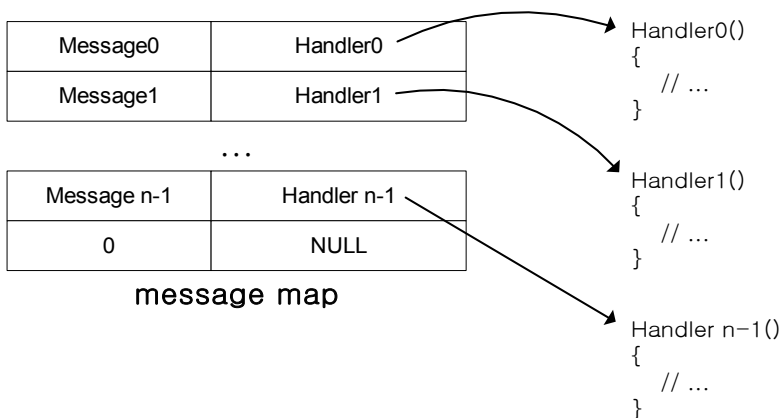 Message0 Handler0
Message1 Handler1
...
Message n-1 Handler n-1
0 NULL
message map
Handler0()
{
// ...
}
Handler1()
{
// ...
}
Handler n-1()
{
// ...
}